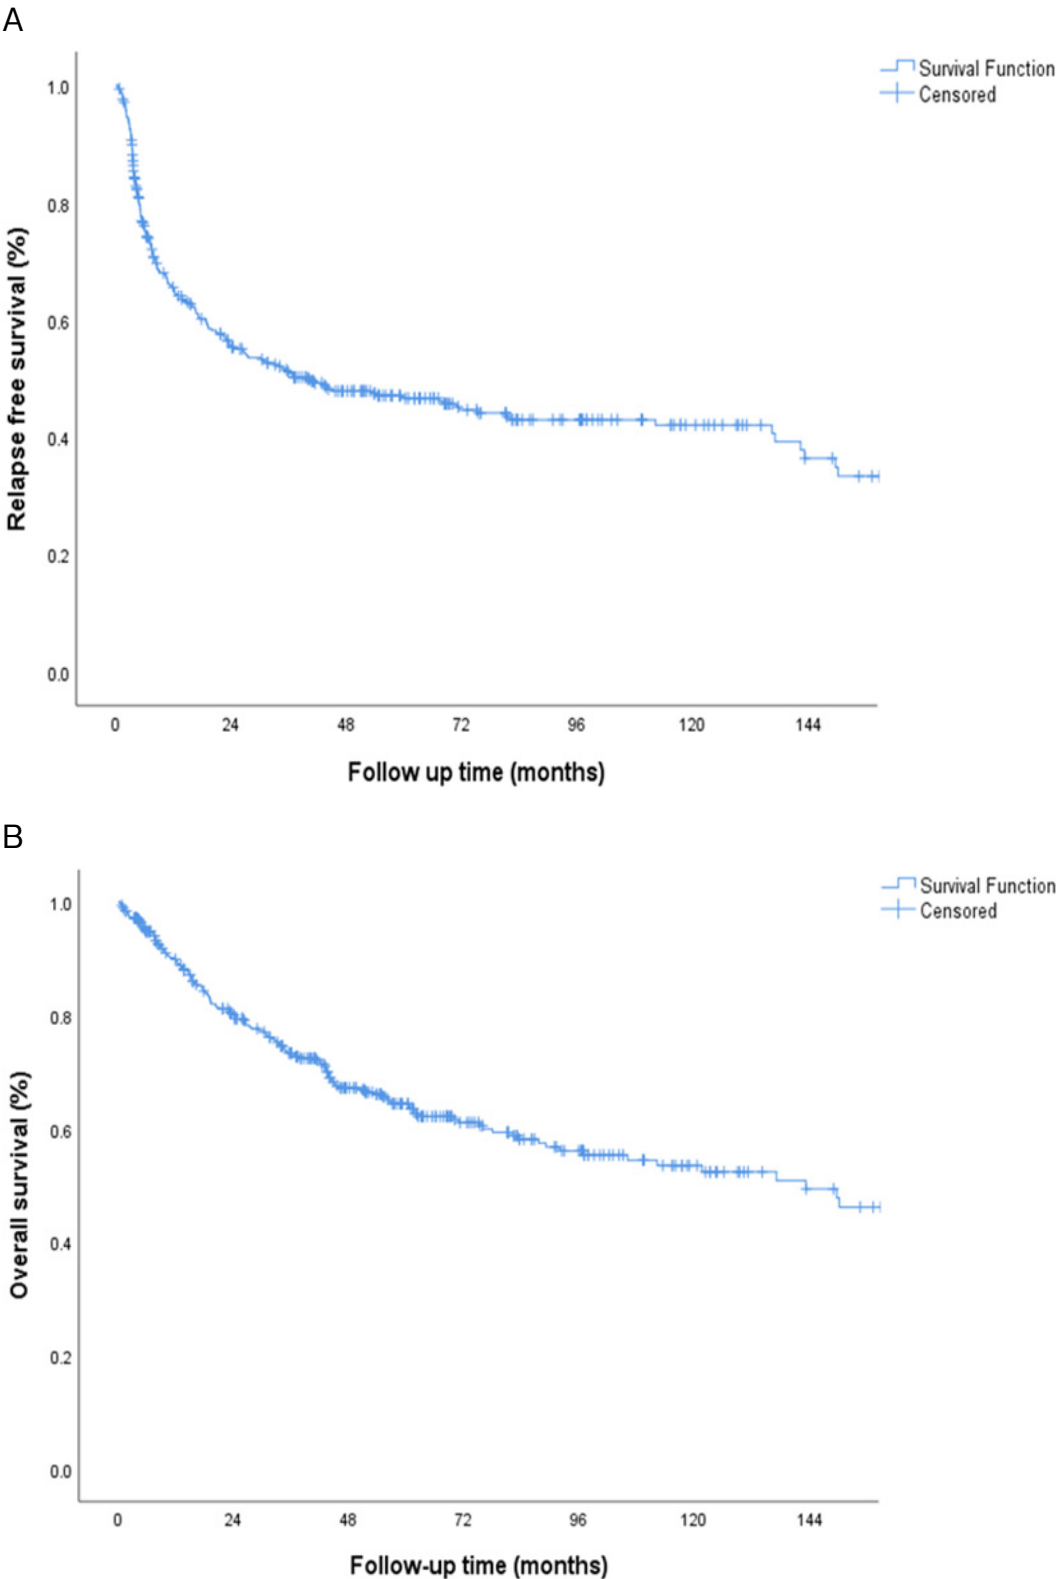 A
Survival Function
Censored
Relapse free survival (%)
1.0
0.8
0.6
0.4
0.2
0.0
0 24 48 72 96 120 144
Follow up time (months)
B
Survival Function
Censored
Overall survival (%)
1.0
0.8
0.6
0.4
0.2
0.0
0 24 48 72 96 120 144
Follow-up time (months)